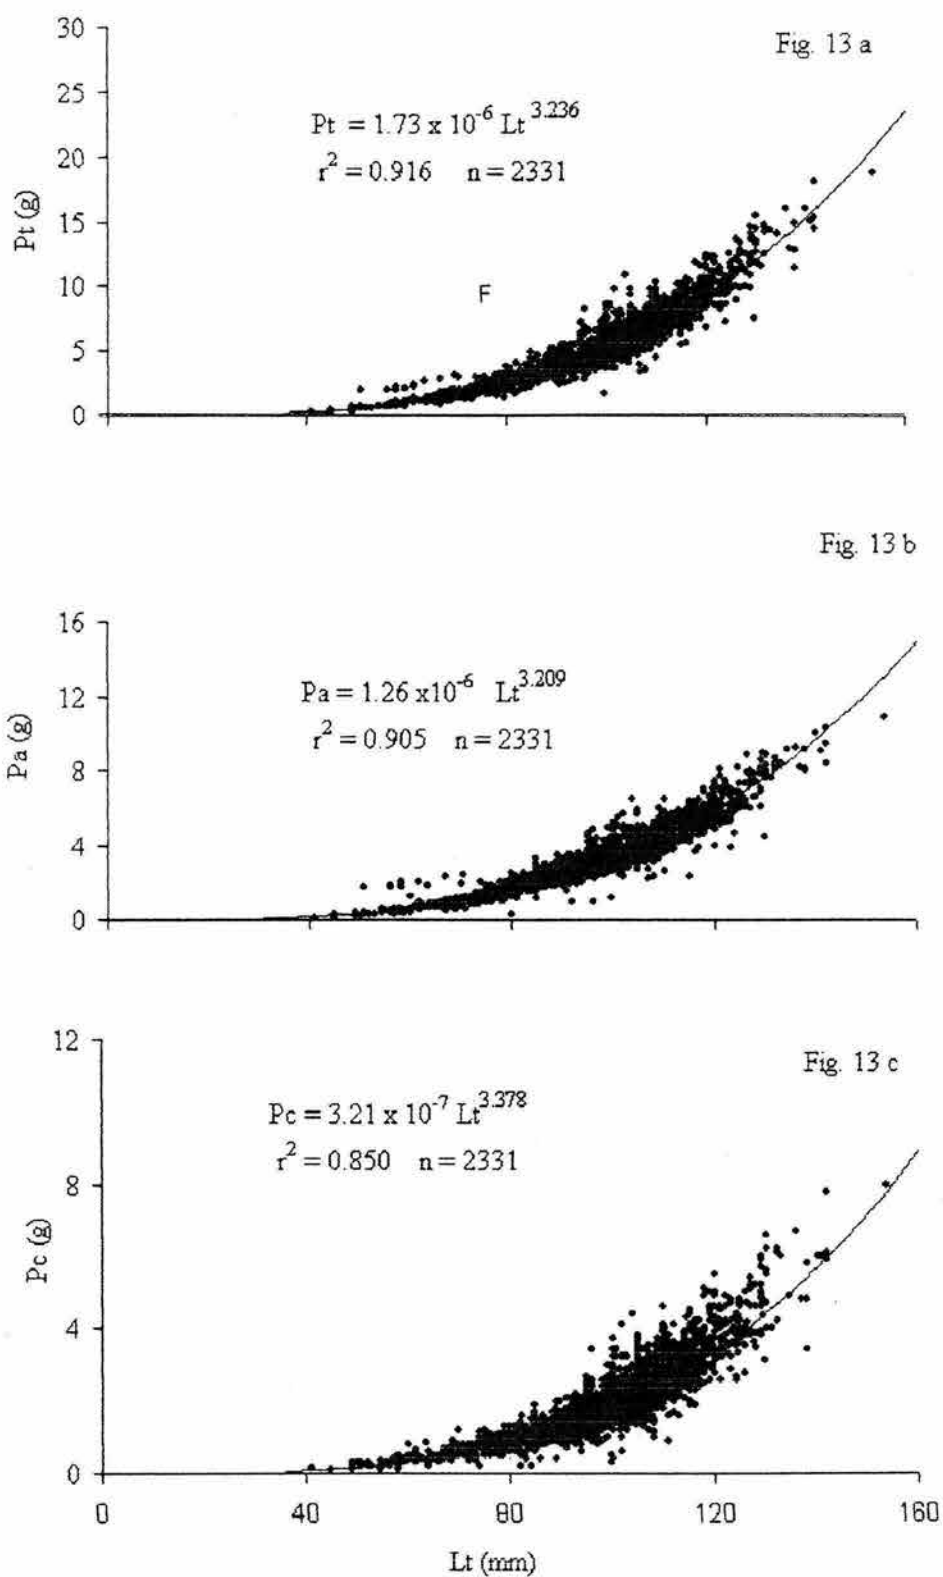 Fig. 13 a
Pt = 1.73 x 10^-6 Lt^3.236
r^2 = 0.916 n = 2331
F
Pt (g)
30
25
20
15
10
5
0
Fig. 13 b
Pa = 1.26 x10^-6 Lt^3.209
r^2 = 0.905 n = 2331
Pa (g)
16
12
8
4
0
Fig. 13 c
Pc = 3.21 x 10^-7 Lt^3.378
r^2 = 0.850 n = 2331
Pc (g)
12
8
4
0
0 40 80 120 160
Lt (mm)